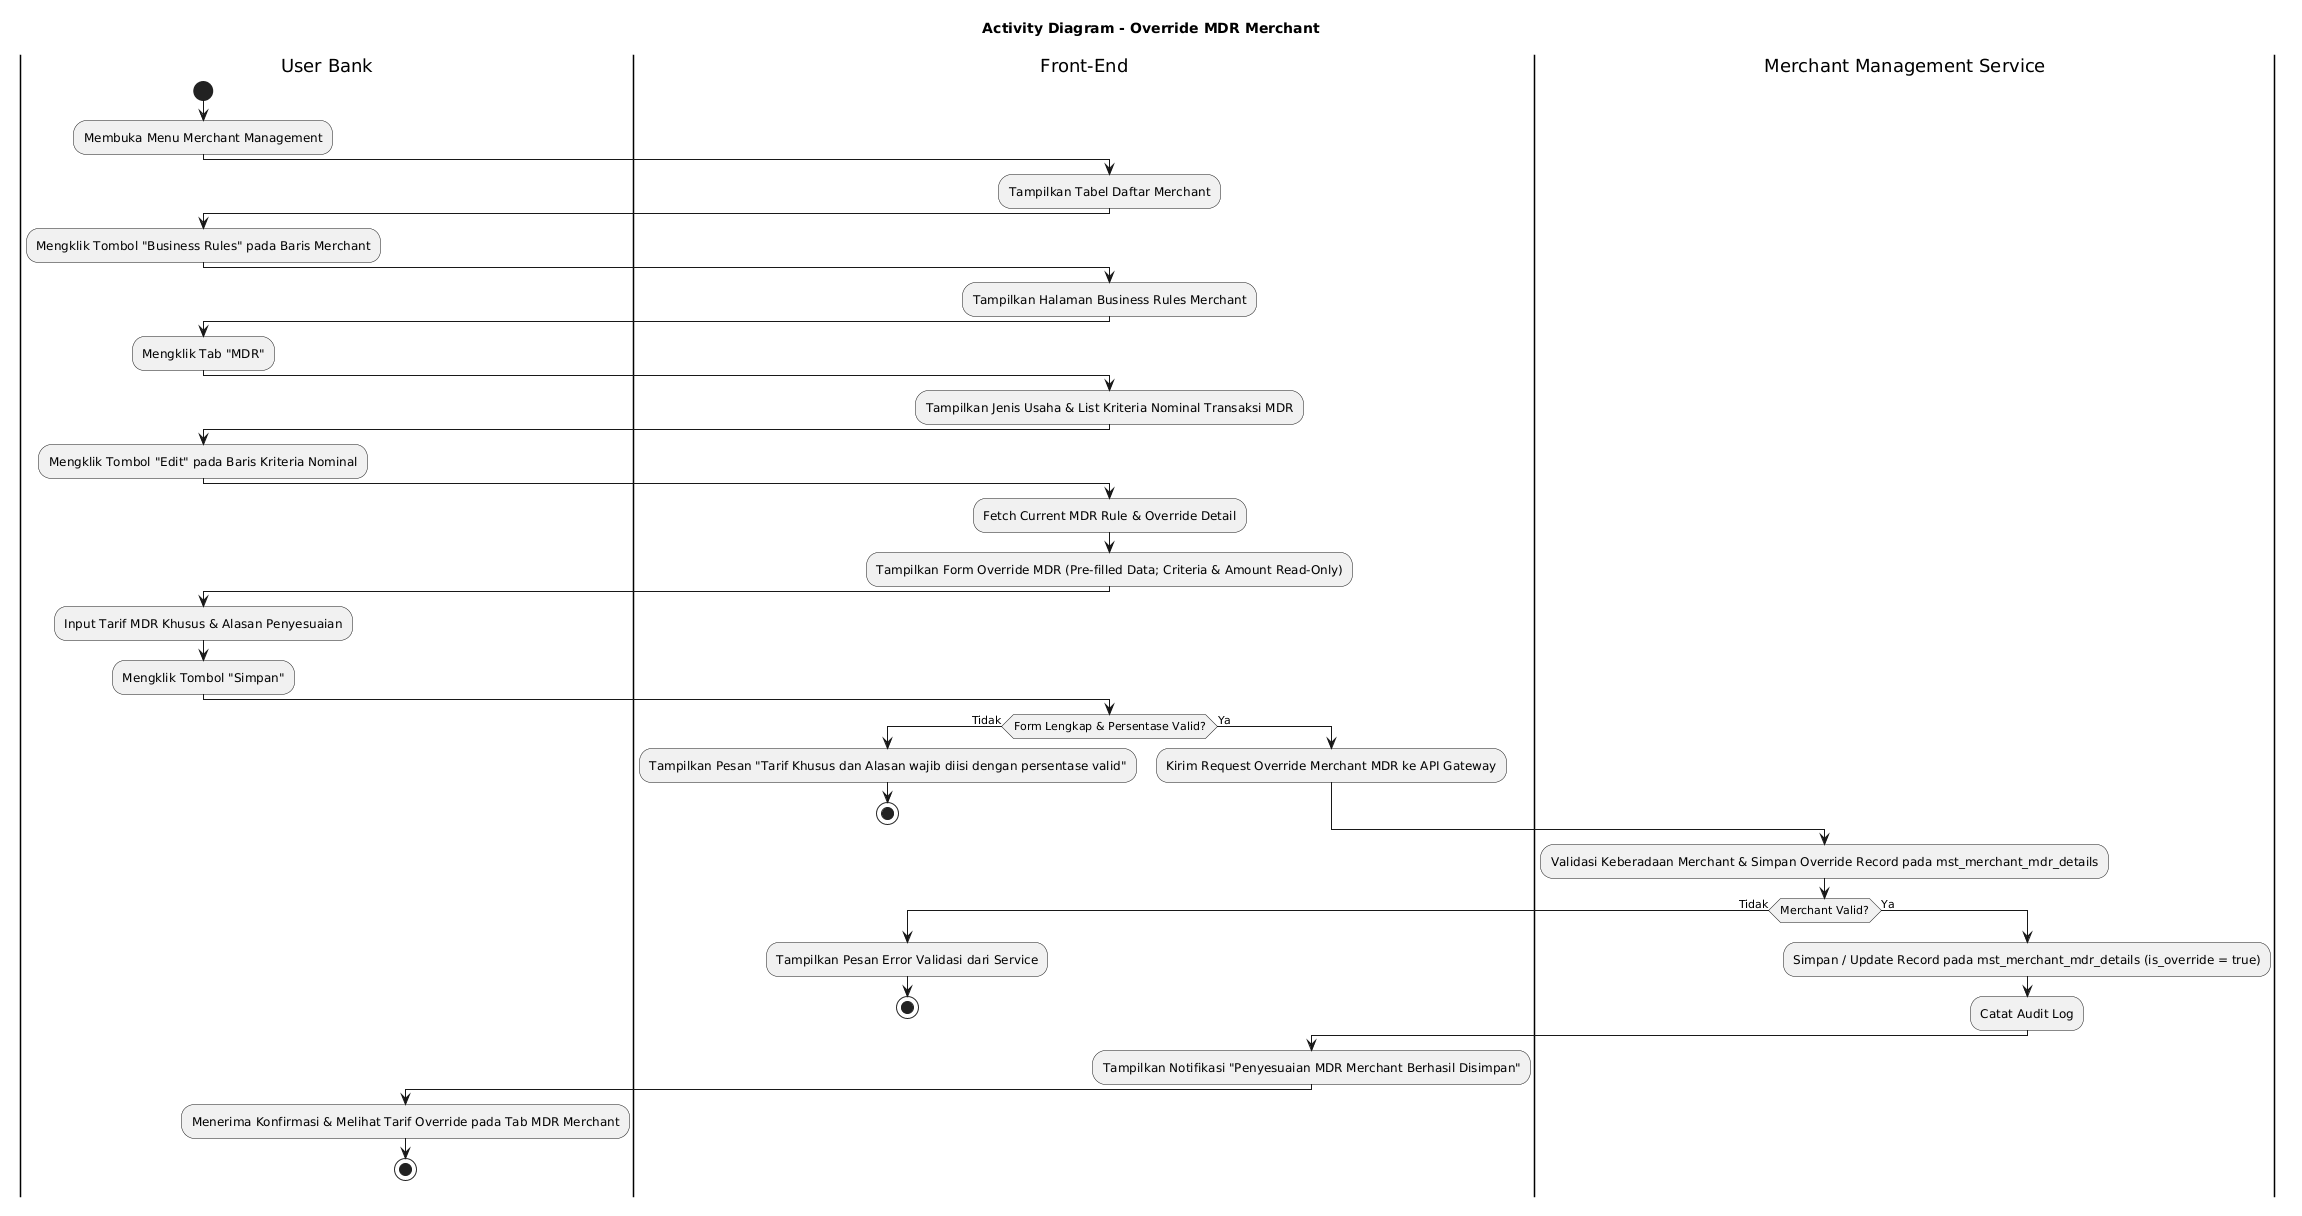 Activity Diagram - Override MDR Merchant
User Bank
Front-End
Merchant Management Service
Membuka Menu Merchant Management
Tampilkan Tabel Daftar Merchant
Mengklik Tombol "Business Rules" pada Baris Merchant
Tampilkan Halaman Business Rules Merchant
Mengklik Tab "MDR"
Tampilkan Jenis Usaha & List Kriteria Nominal Transaksi MDR
Mengklik Tombol "Edit" pada Baris Kriteria Nominal
Fetch Current MDR Rule & Override Detail
Tampilkan Form Override MDR (Pre-filled Data; Criteria & Amount Read-Only)
Input Tarif MDR Khusus & Alasan Penyesuaian
Mengklik Tombol "Simpan"
Tidak
Form Lengkap & Persentase Valid?
Ya
Tampilkan Pesan "Tarif Khusus dan Alasan wajib diisi dengan persentase valid"
Kirim Request Override Merchant MDR ke API Gateway
Validasi Keberadaan Merchant & Simpan Override Record pada mst_merchant_mdr_details
Tidak
Merchant Valid?
Ya
Tampilkan Pesan Error Validasi dari Service
Simpan / Update Record pada mst_merchant_mdr_details (is_override = true)
Catat Audit Log
Tampilkan Notifikasi "Penyesuaian MDR Merchant Berhasil Disimpan"
Menerima Konfirmasi & Melihat Tarif Override pada Tab MDR Merchant